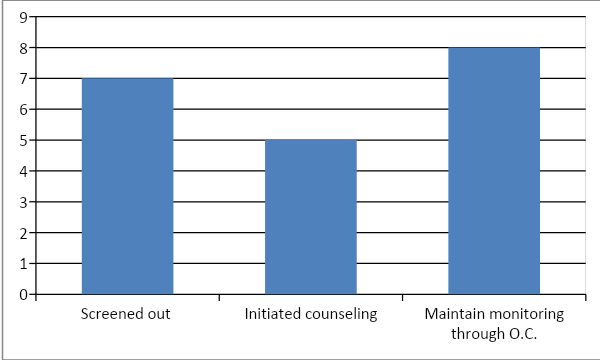 9
8
7
6
5
4
3
2
1
0
Screened out
Initiated counseling
Maintain monitoring
through O.C.